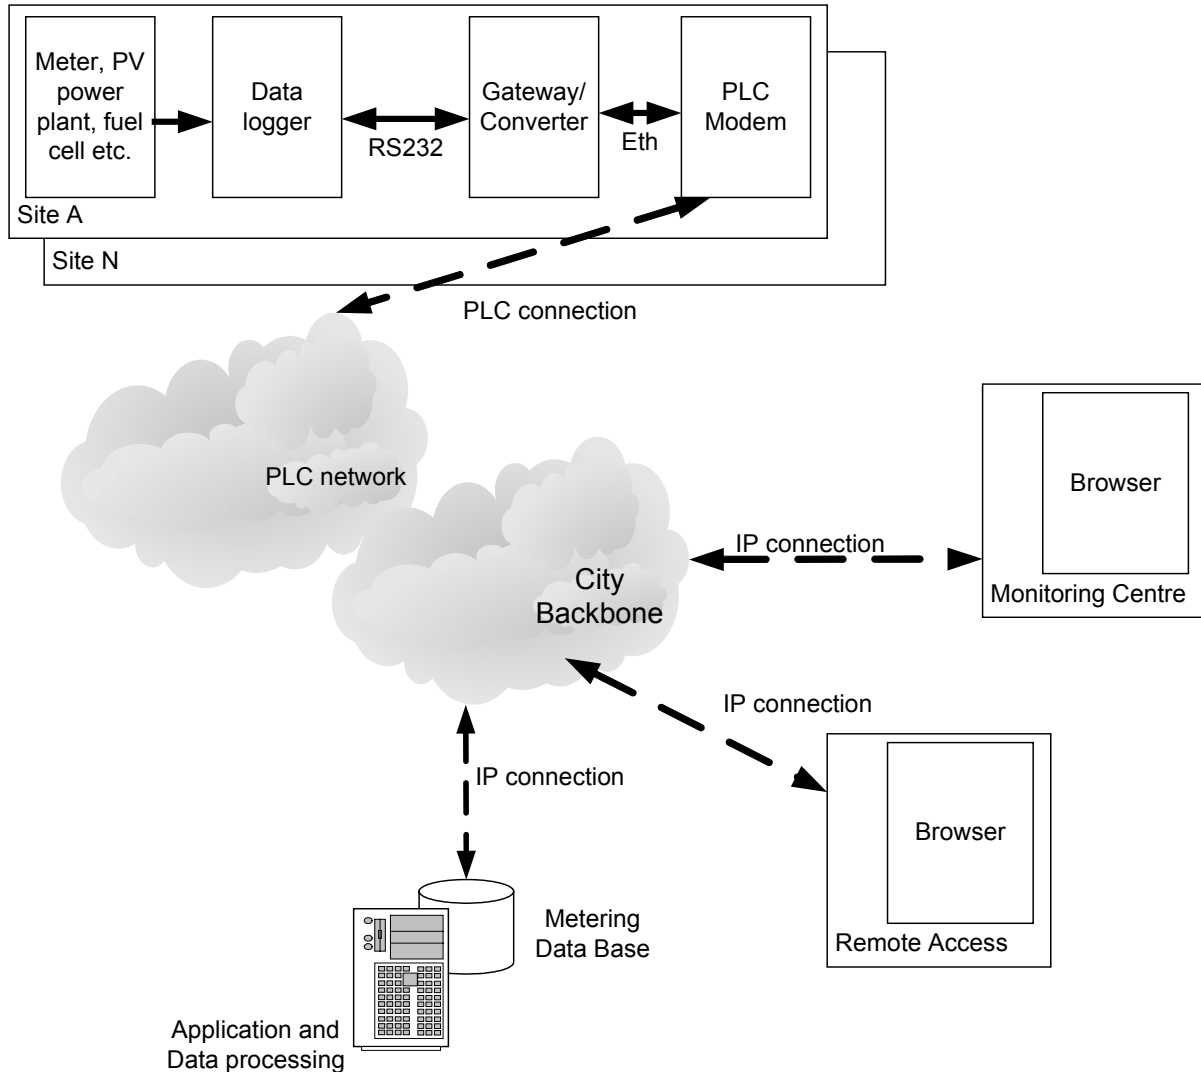 Meter, PV
power
plant, fuel
cell etc.
Data
logger
RS232
Gateway/
Converter
Eth
PLC
Modem
Site A
Site N
PLC connection
PLC network
City
Backbone
IP connection
Browser
Monitoring Centre
IP connection
Browser
Remote Access
IP connection
Metering
Data Base
Application and
Data processing